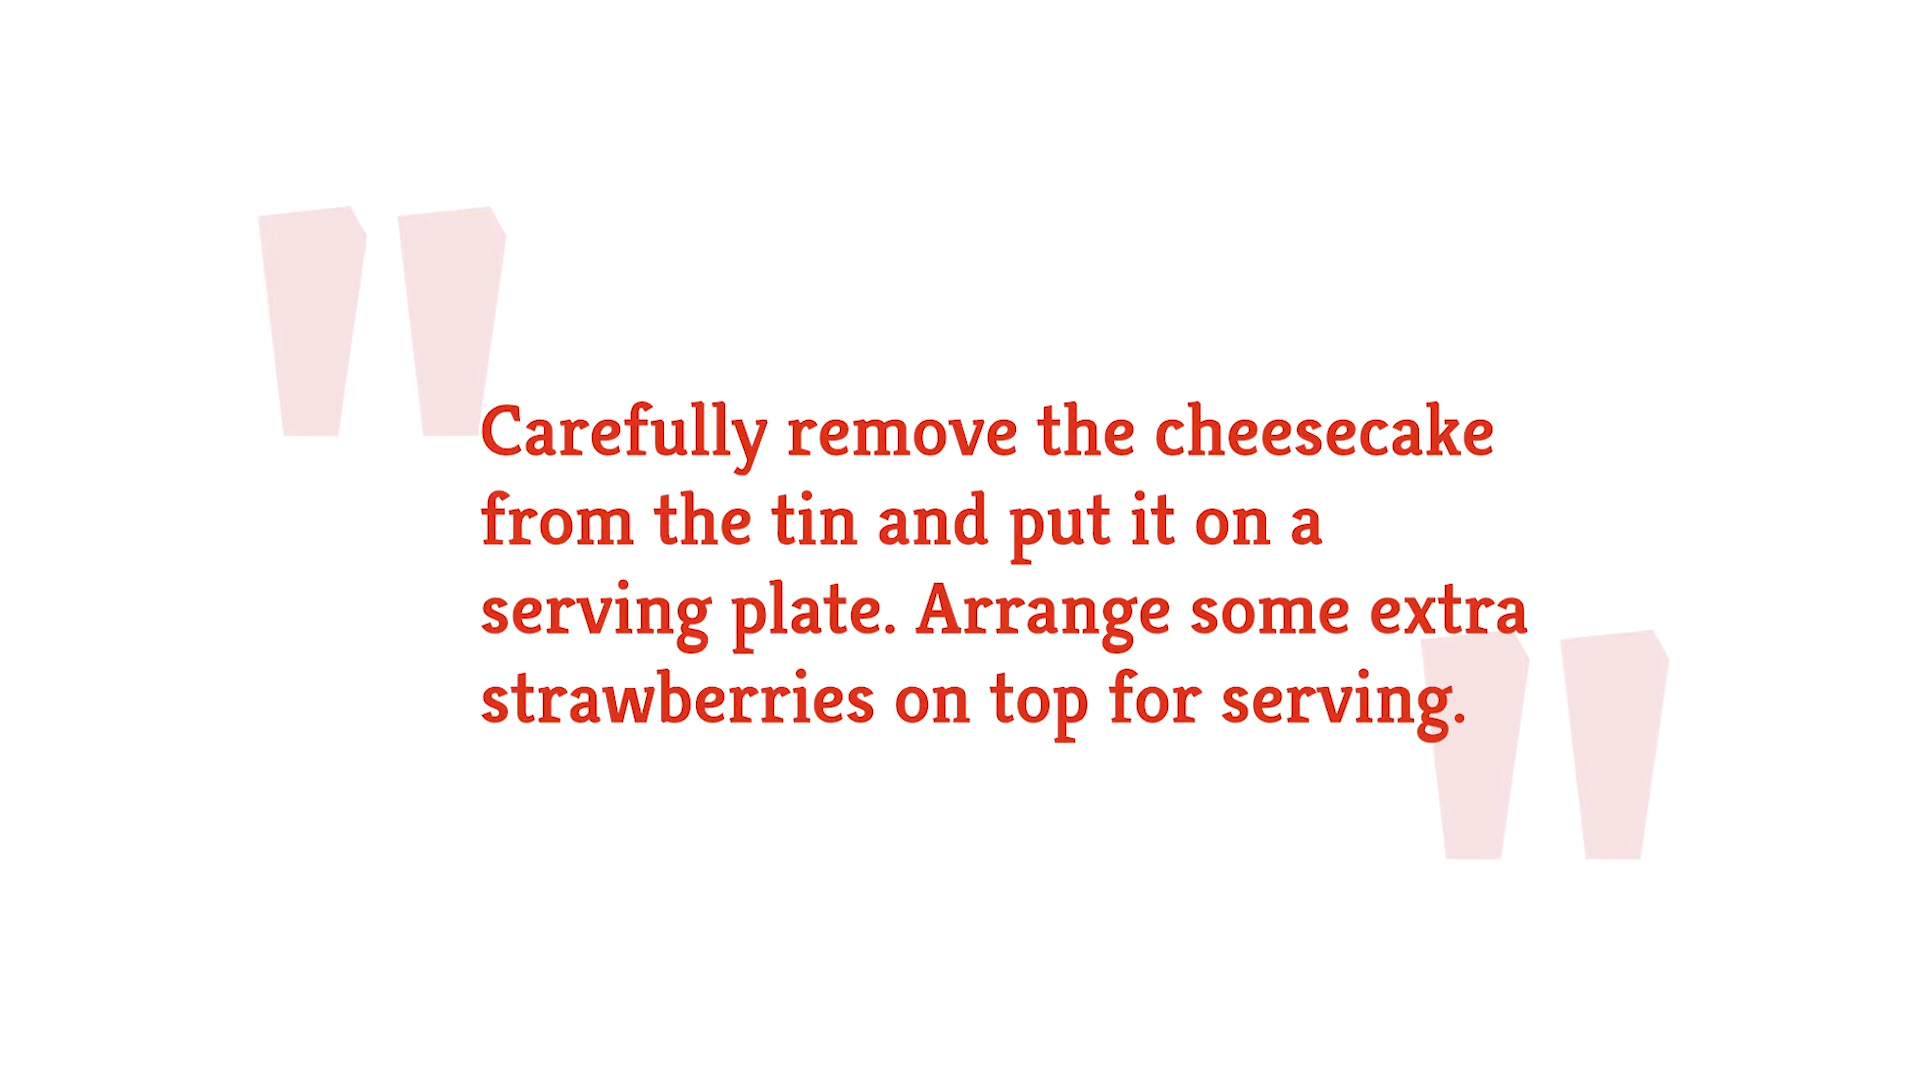 "Carefully remove the cheesecake
from the tin and put it on a
serving plate. Arrange some extra
strawberries on top for serving."